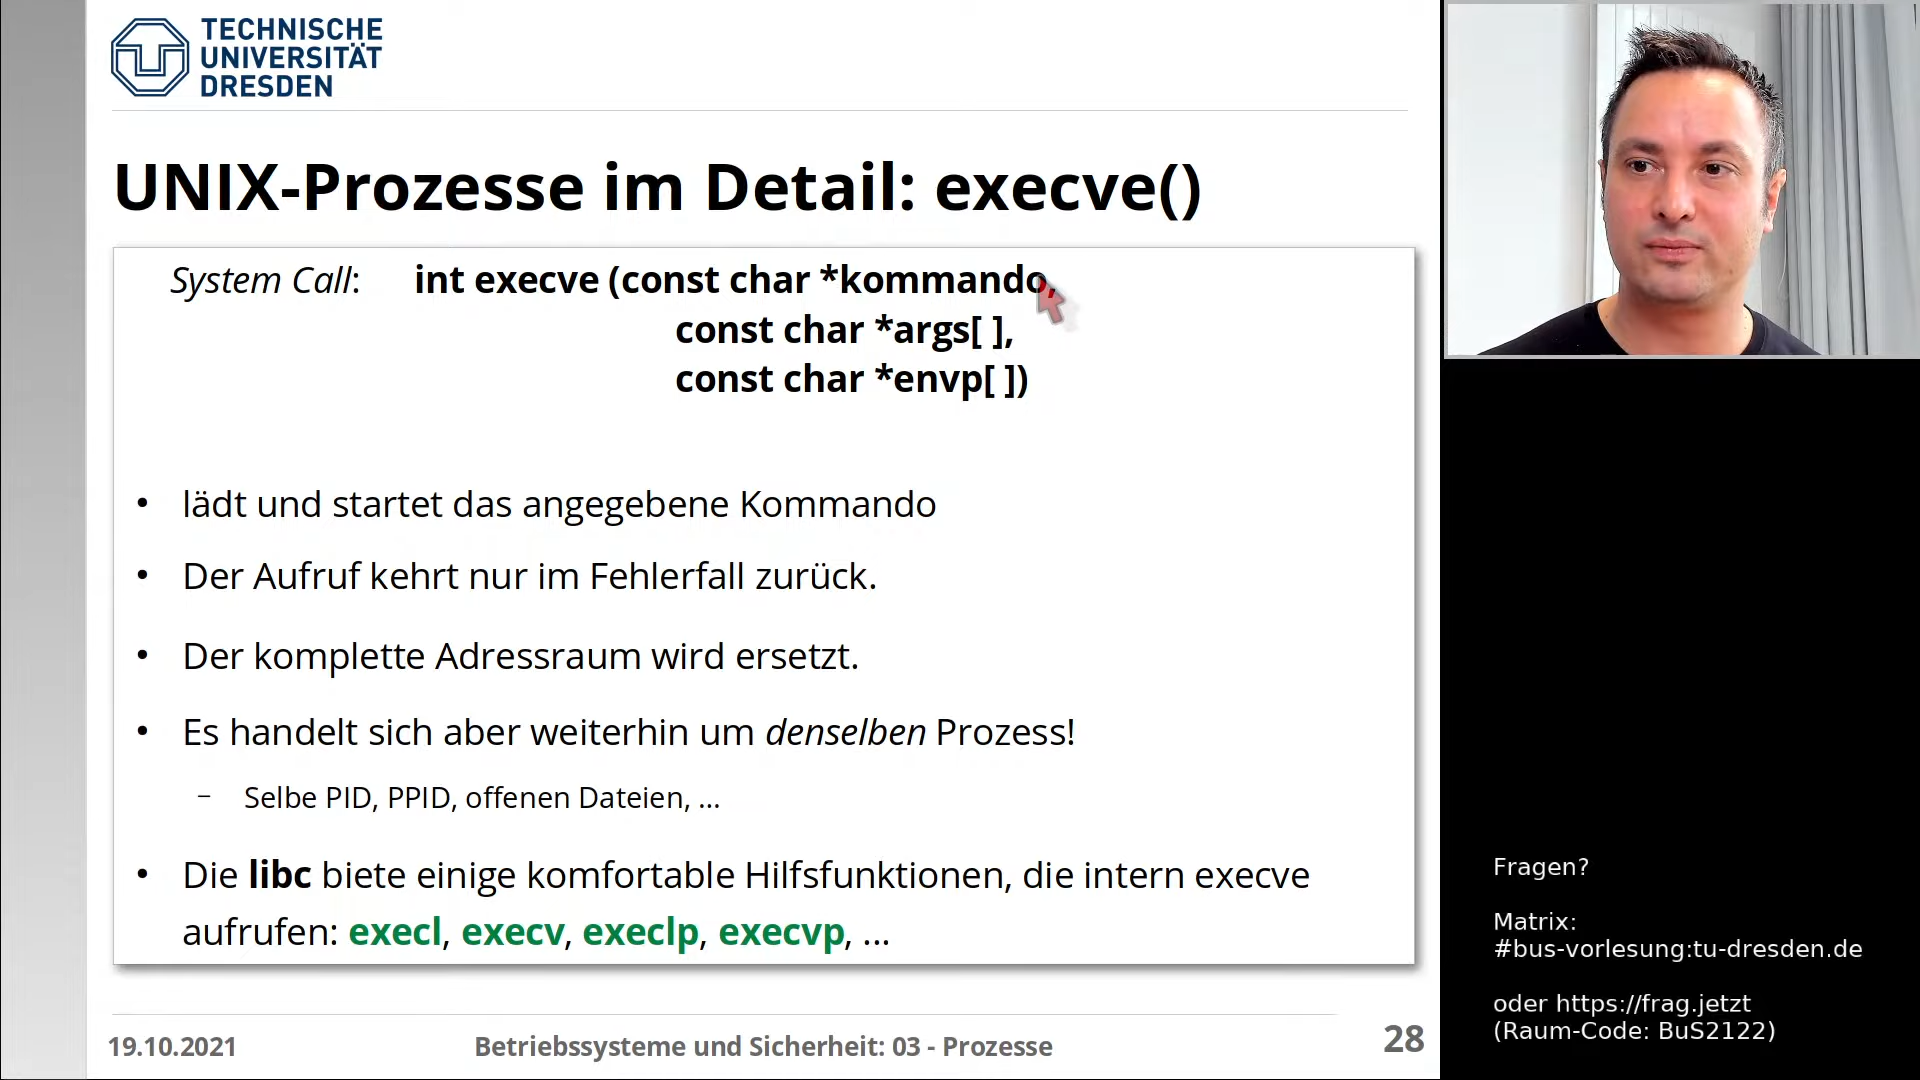 TECHNISCHE
UNIVERSITÄT
DRESDEN
UNIX-Prozesse im Detail: execve()
System Call: int execve (const char *kommando,
const char *args[ ],
const char *envp[ ])
• lädt und startet das angegebene Kommando
• Der Aufruf kehrt nur im Fehlerfall zurück.
• Der komplette Adressraum wird ersetzt.
• Es handelt sich aber weiterhin um denselben Prozess!
– Selbe PID, PPID, offenen Dateien, ...
• Die libc biete einige komfortable Hilfsfunktionen, die intern execve
aufrufen: execl, execv, execlp, execvp, ...
19.10.2021 Betriebssysteme und Sicherheit: 03 - Prozesse 28
Fragen?
Matrix:
#bus-vorlesung:tu-dresden.de
oder https://frag.jetzt
(Raum-Code: BuS2122)